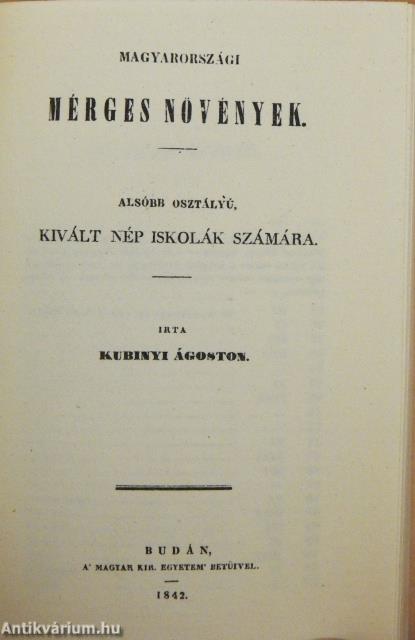 MAGYARORSZÁGI
MÉRGES NÖVÉNYEK.
ALSÓBB OSZTÁLYÚ,
KIVÁLT NÉP ISKOLÁK SZÁMÁRA.
IRTA
KUBINYI ÁGOSTON.
BUDÁN,
A' MAGYAR KIR. EGYETEM' BETÜIVEL.
1842.
Antikvárium.hu